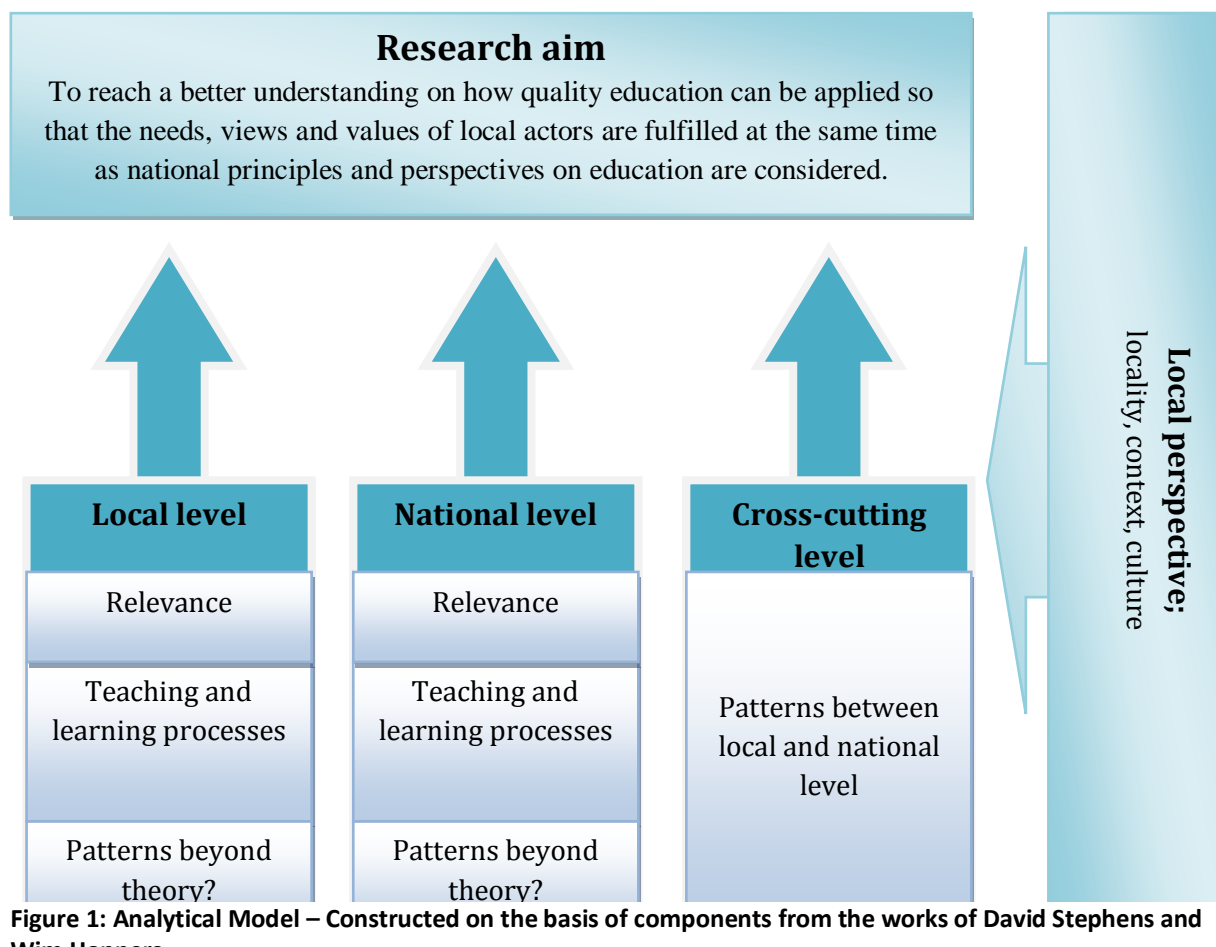 Research aim
To reach a better understanding on how quality education can be applied so
that the needs, views and values of local actors are fulfilled at the same time
as national principles and perspectives on education are considered.
Local level
Relevance
Teaching and
learning processes
Patterns beyond
theory?
National level
Relevance
Teaching and
learning processes
Patterns beyond
theory?
Cross-cutting
level
Patterns between
local and national
level
Local perspective;
locality, context, culture
Figure 1: Analytical Model – Constructed on the basis of components from the works of David Stephens and